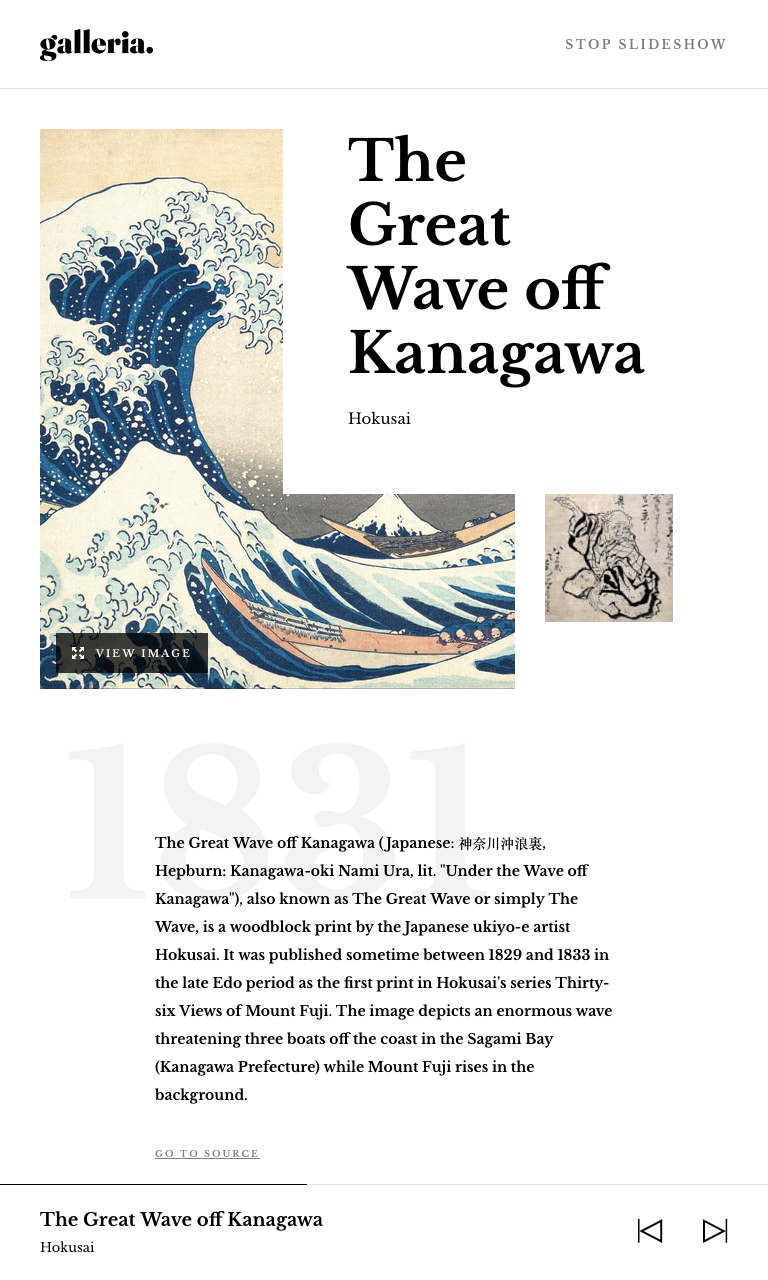 galleria.
STOP SLIDESHOW
The
Great
Wave off
Kanagawa
Hokusai
VIEW IMAGE
1831
The Great Wave off Kanagawa (Japanese: 神奈川沖浪裏,
Hepburn: Kanagawa-oki Nami Ura, lit. "Under the Wave off
Kanagawa"), also known as The Great Wave or simply The
Wave, is a woodblock print by the Japanese ukiyo-e artist
Hokusai. It was published sometime between 1829 and 1833 in
the late Edo period as the first print in Hokusai's series Thirty-
six Views of Mount Fuji. The image depicts an enormous wave
threatening three boats off the coast in the Sagami Bay
(Kanagawa Prefecture) while Mount Fuji rises in the
background.
GO TO SOURCE
The Great Wave off Kanagawa
Hokusai